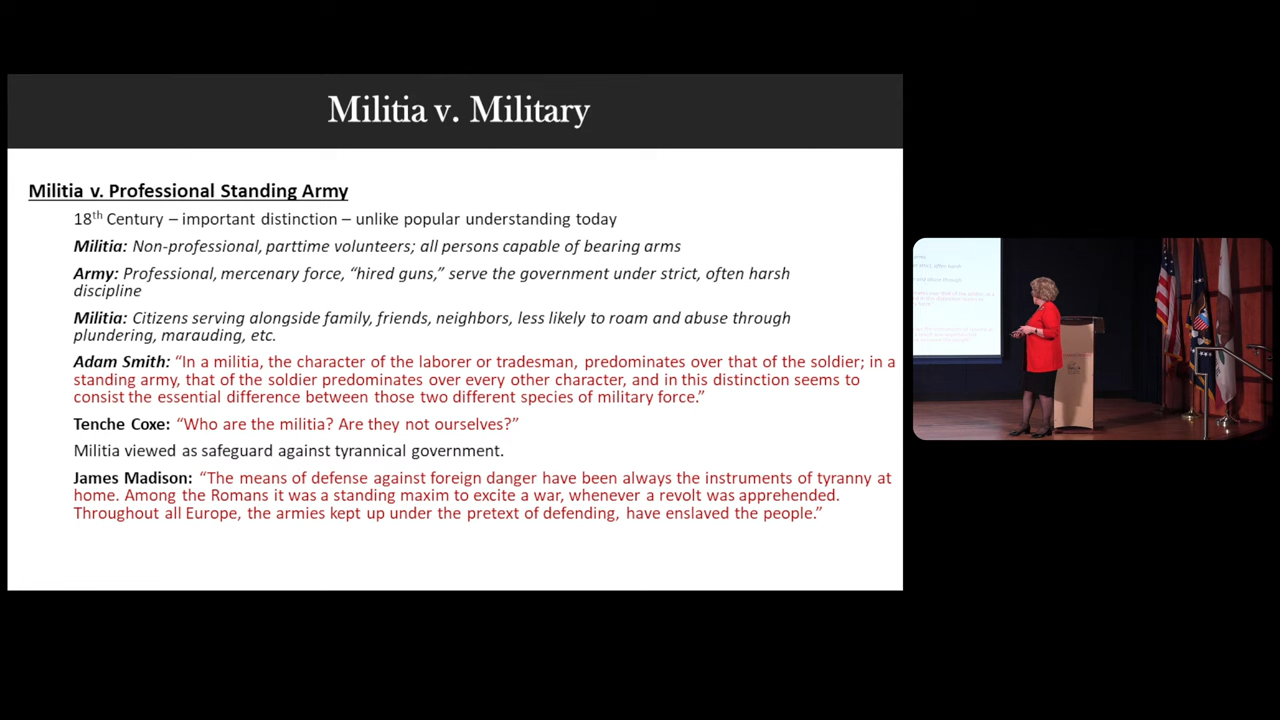 Militia v. Military
Militia v. Professional Standing Army
18th Century – important distinction – unlike popular understanding today
Militia: Non-professional, parttime volunteers; all persons capable of bearing arms
Army: Professional, mercenary force, “hired guns,” serve the government under strict, often harsh
discipline
Militia: Citizens serving alongside family, friends, neighbors, less likely to roam and abuse through
plundering, marauding, etc.
Adam Smith: “In a militia, the character of the laborer or tradesman, predominates over that of the soldier; in a
standing army, that of the soldier predominates over every other character, and in this distinction seems to
consist the essential difference between those two different species of military force.”
Tenche Coxe: “Who are the militia? Are they not ourselves?”
Militia viewed as safeguard against tyrannical government.
James Madison: “The means of defense against foreign danger have been always the instruments of tyranny at
home. Among the Romans it was a standing maxim to excite a war, whenever a revolt was apprehended.
Throughout all Europe, the armies kept up under the pretext of defending, have enslaved the people.”